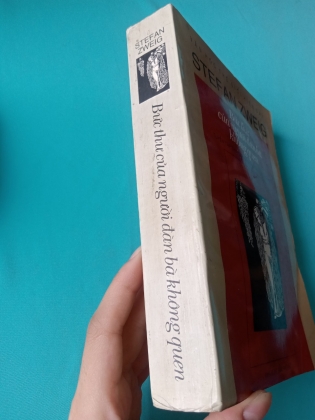 STEFAN
ZWEIG
Bức thư của người đàn bà không quen
STEFAN ZWEIG